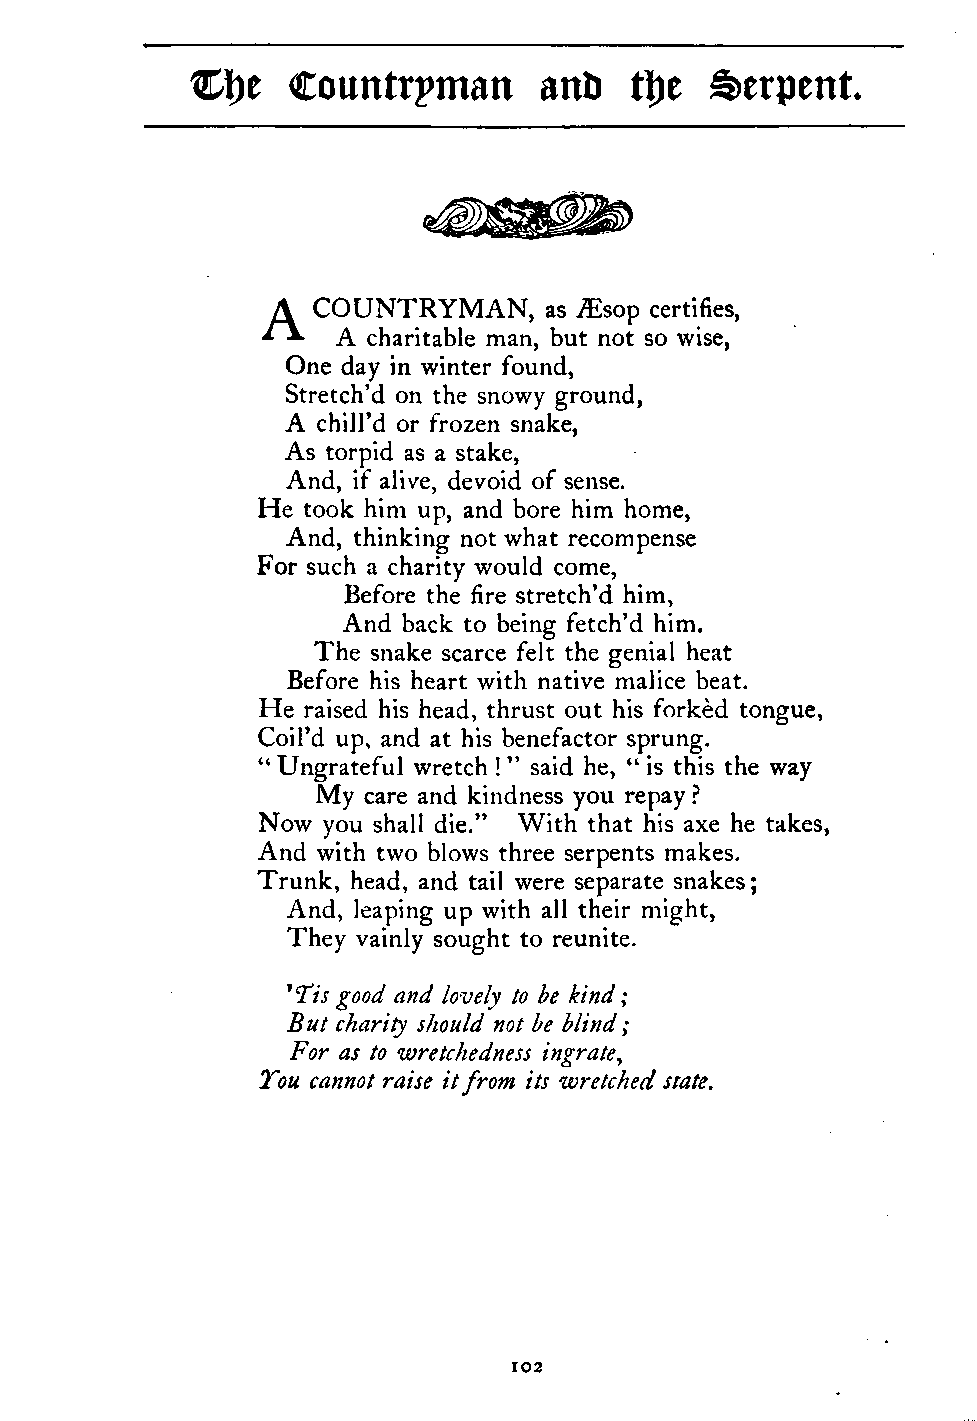 The Countryman and the Serpent.
A COUNTRYMAN, as Æsop certifies,
A charitable man, but not so wise,
One day in winter found,
Stretch'd on the snowy ground,
A chill'd or frozen snake,
As torpid as a stake,
And, if alive, devoid of sense.
He took him up, and bore him home,
And, thinking not what recompense
For such a charity would come,
Before the fire stretch'd him,
And back to being fetch'd him.
The snake scarce felt the genial heat
Before his heart with native malice beat.
He raised his head, thrust out his forkèd tongue,
Coil'd up, and at his benefactor sprung.
“Ungrateful wretch!” said he, “is this the way
My care and kindness you repay?
Now you shall die.” With that his axe he takes,
And with two blows three serpents makes.
Trunk, head, and tail were separate snakes;
And, leaping up with all their might,
They vainly sought to reunite.
'Tis good and lovely to be kind;
But charity should not be blind;
For as to wretchedness ingrate,
You cannot raise it from its wretched state.
102